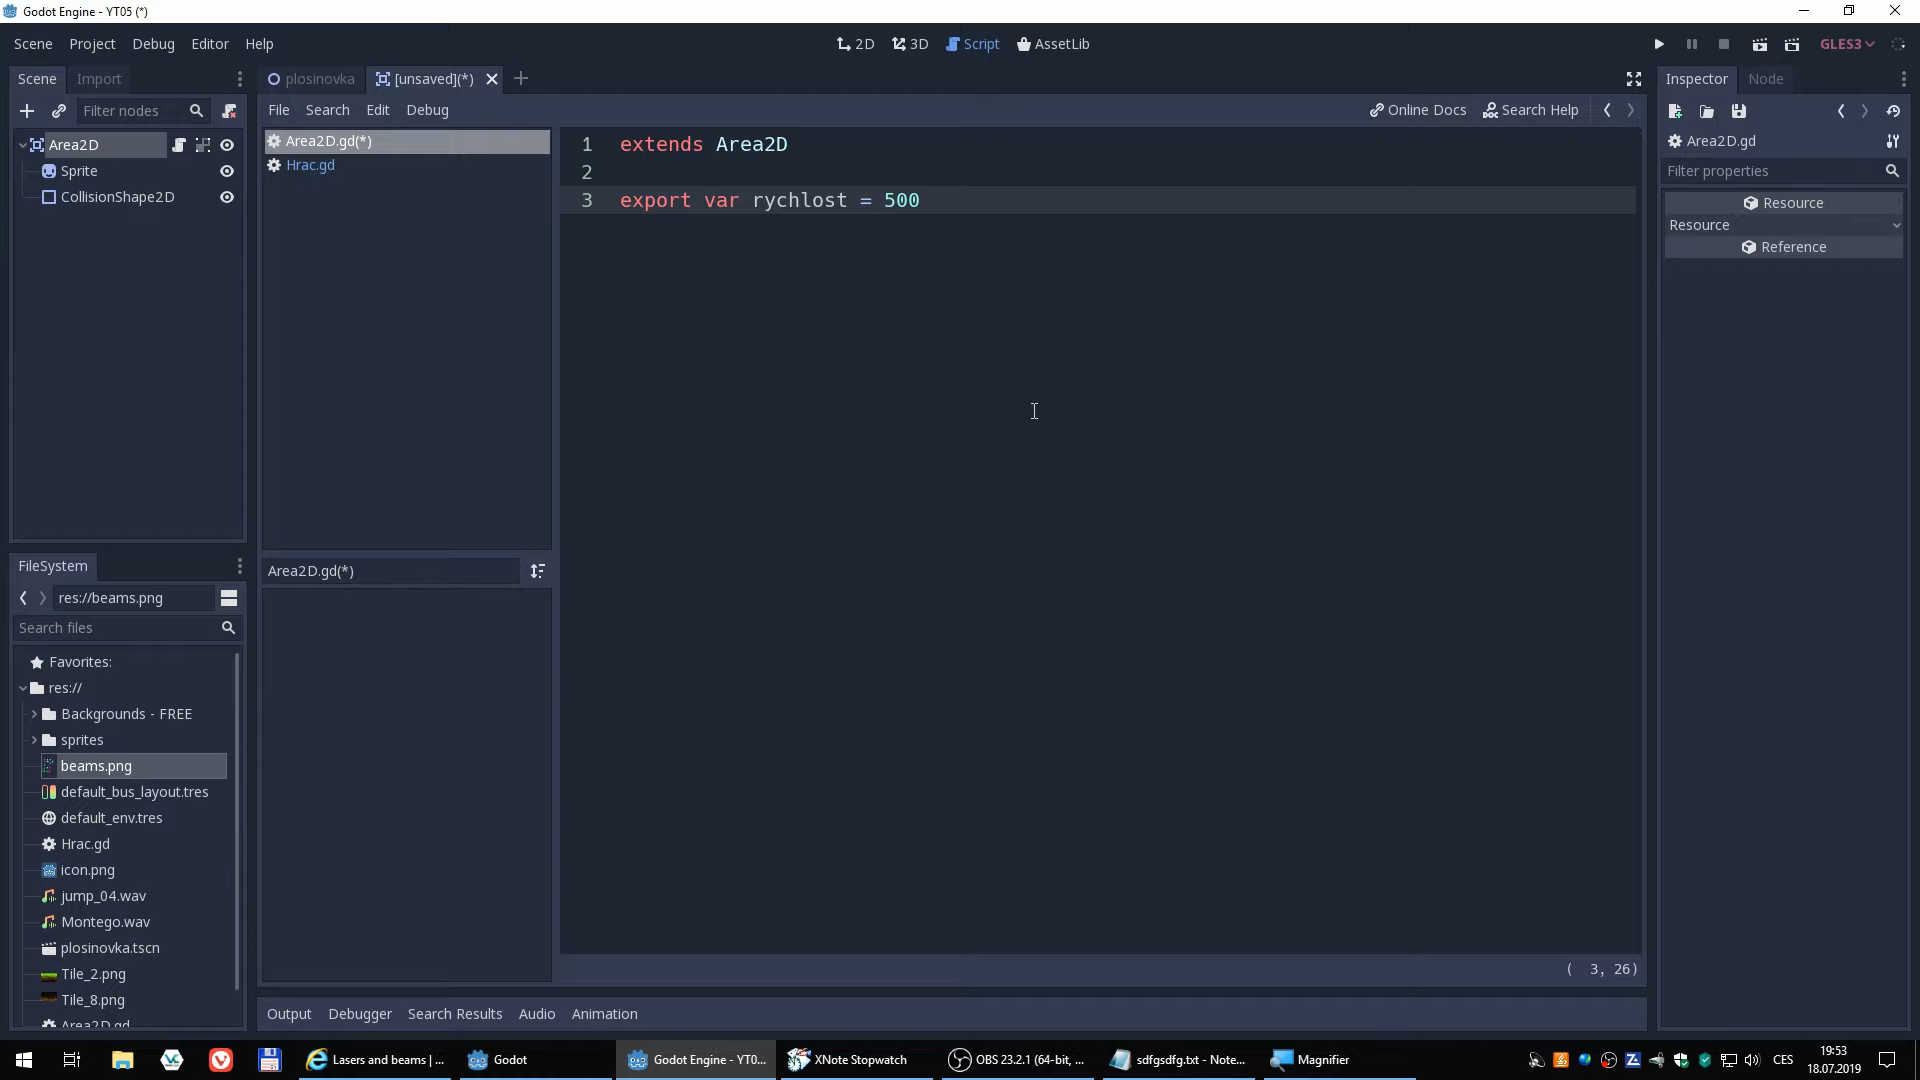 Godot Engine - YT05 (*)
Scene Project Debug Editor Help
2D 3D Script AssetLib
GLES3
Scene Import
plosinovka [unsaved](*)
Inspector Node
Filter nodes
File Search Edit Debug
Online Docs Search Help
Area2D
Sprite
CollisionShape2D
Area2D.gd(*)
Hrac.gd
1 extends Area2D
2
3 export var rychlost = 500
Area2D.gd
Filter properties
Resource
Resource
Reference
Area2D.gd(*)
FileSystem
res://beams.png
Search files
Favorites:
res://
Backgrounds - FREE
sprites
beams.png
default_bus_layout.tres
default_env.tres
Hrac.gd
icon.png
jump_04.wav
Montego.wav
plosinovka.tscn
Tile_2.png
Tile_8.png
Area2D.gd
( 3, 26)
Output Debugger Search Results Audio Animation
Lasers and beams | ...
Godot
Godot Engine - YT0...
XNote Stopwatch
OBS 23.2.1 (64-bit, ...
sdfgsdfg.txt - Note...
Magnifier
CES
19:53
18.07.2019